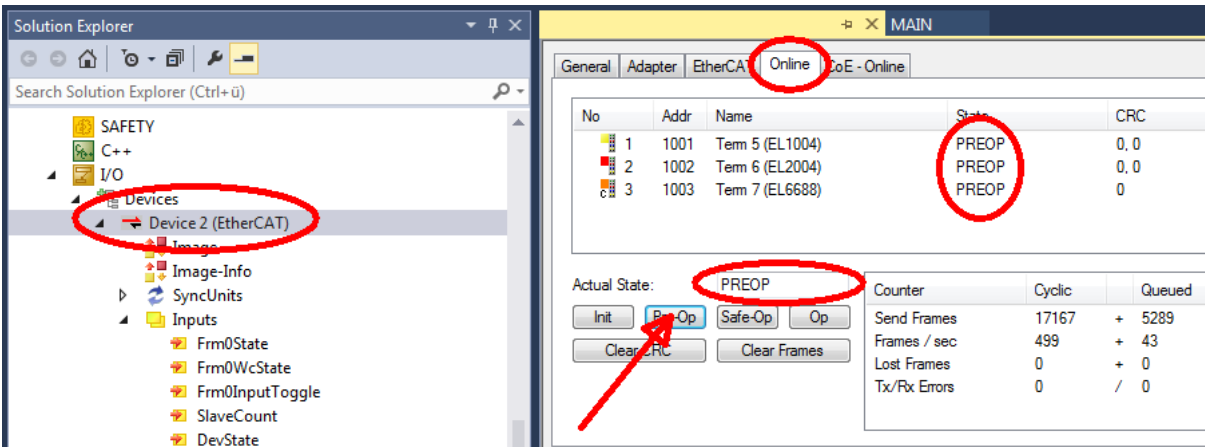 Solution Explorer
MAIN
General Adapter EtherCAT Online CoE - Online
Search Solution Explorer (Ctrl+ü)
SAFETY
C++
I/O
Devices
Device 2 (EtherCAT)
Image
Image-Info
SyncUnits
Inputs
Frm0State
Frm0WcState
Frm0InputToggle
SlaveCount
DevState
No Addr Name State CRC
1 1001 Term 5 (EL1004) PREOP 0, 0
2 1002 Term 6 (EL2004) PREOP 0, 0
3 1003 Term 7 (EL6688) PREOP 0
Actual State: PREOP
Init Pre-Op Safe-Op Op
Clear CRC Clear Frames
Counter Cyclic Queued
Send Frames 17167 + 5289
Frames / sec 499 + 43
Lost Frames 0 + 0
Tx/Rx Errors 0 / 0